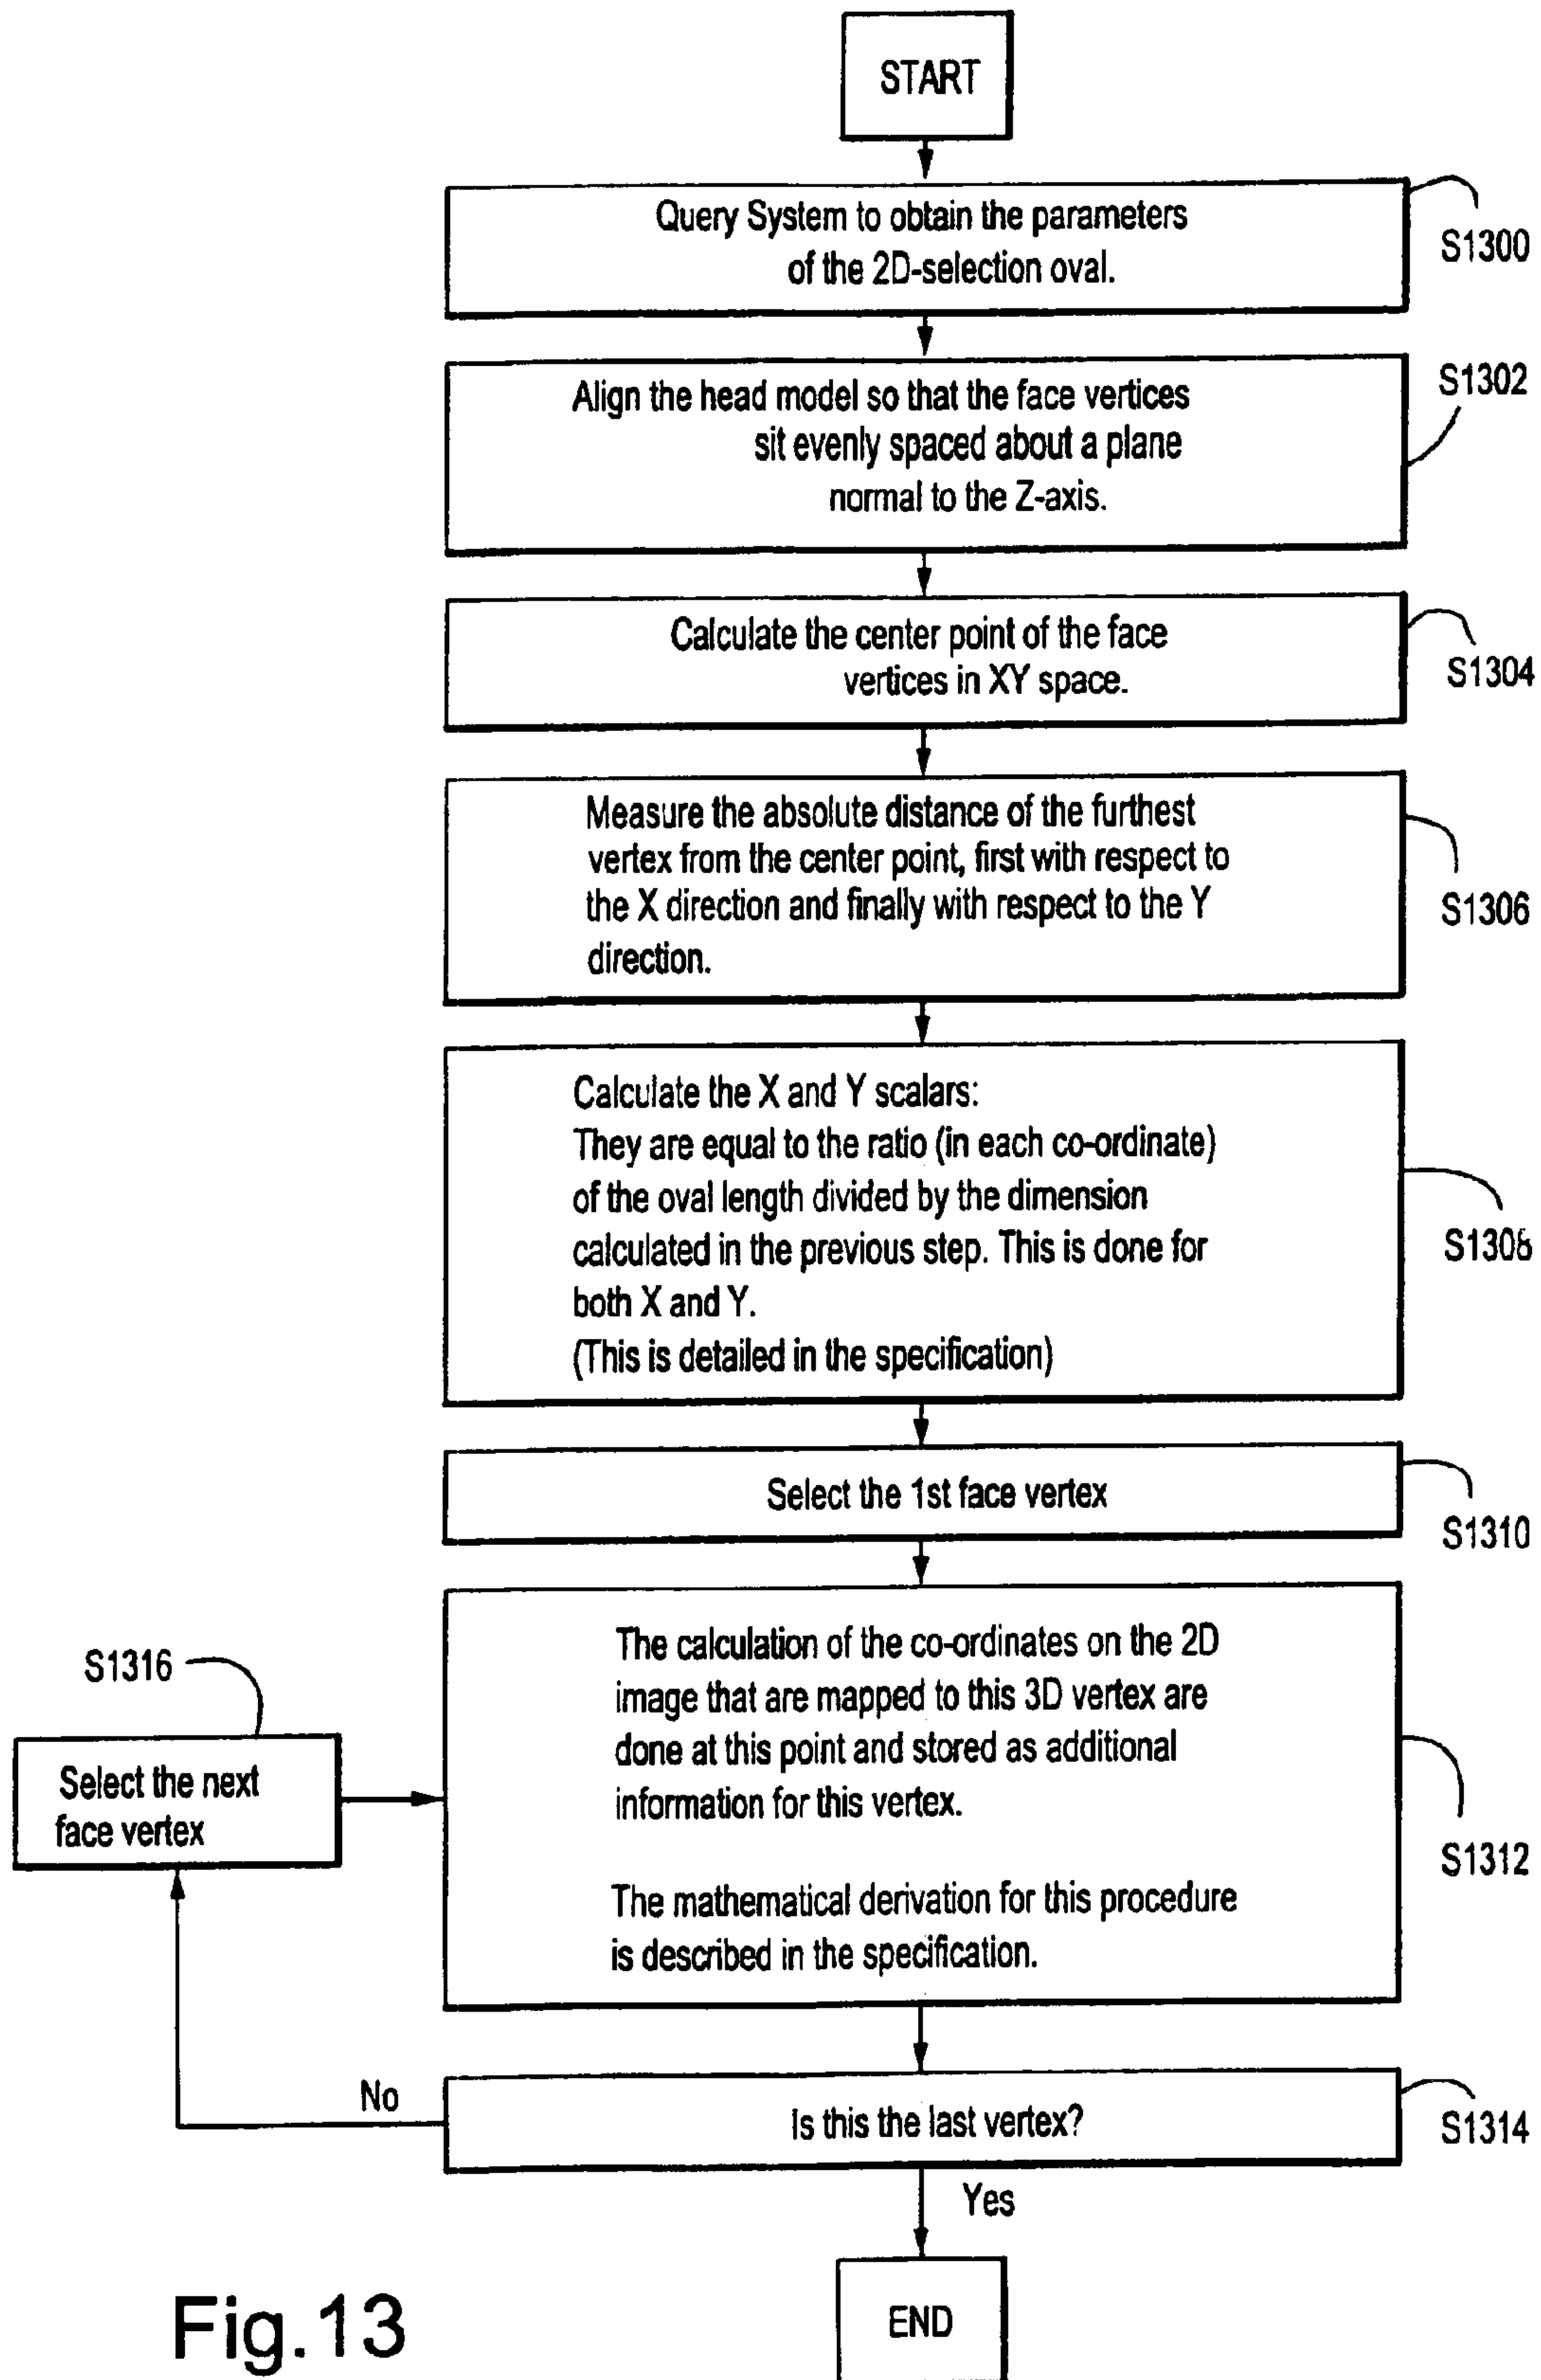 START
Query System to obtain the parameters
of the 2D-selection oval.
S1300
Align the head model so that the face vertices
sit evenly spaced about a plane
normal to the Z-axis.
S1302
Calculate the center point of the face
vertices in XY space.
S1304
Measure the absolute distance of the furthest
vertex from the center point, first with respect to
the X direction and finally with respect to the Y
direction.
S1306
Calculate the X and Y scalars:
They are equal to the ratio (in each co-ordinate)
of the oval length divided by the dimension
calculated in the previous step. This is done for
both X and Y.
(This is detailed in the specification)
S1308
Select the 1st face vertex
S1310
The calculation of the co-ordinates on the 2D
image that are mapped to this 3D vertex are
done at this point and stored as additional
information for this vertex.
The mathematical derivation for this procedure
is described in the specification.
S1312
S1316
Select the next
face vertex
No
Is this the last vertex?
S1314
Yes
END
Fig.13